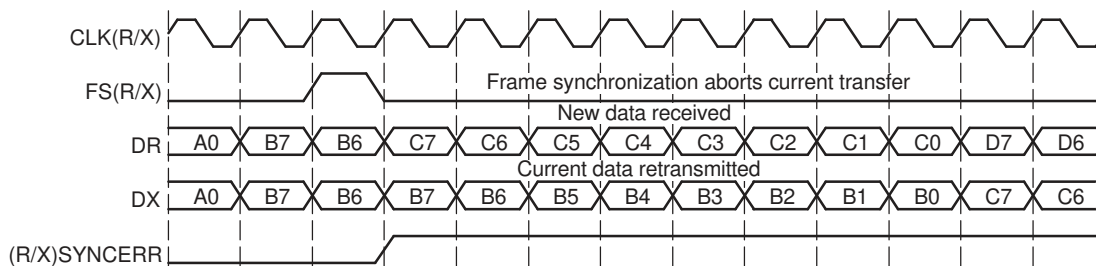 CLK(R/X)
FS(R/X) Frame synchronization aborts current transfer
New data received
DR A0 B7 B6 C7 C6 C5 C4 C3 C2 C1 C0 D7 D6
Current data retransmitted
DX A0 B7 B6 B7 B6 B5 B4 B3 B2 B1 B0 C7 C6
(R/X)SYNCERR